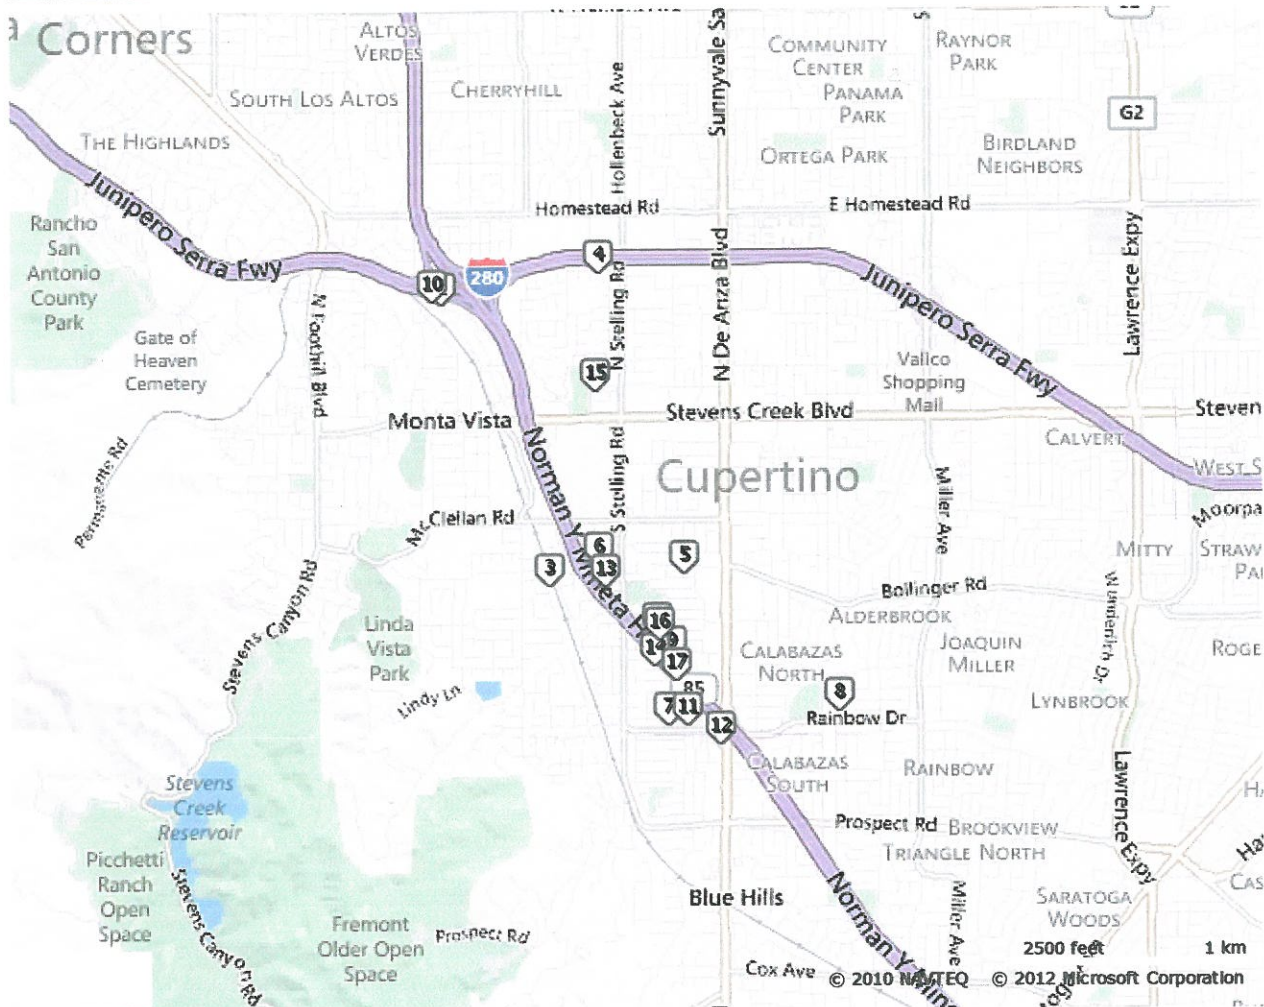 Corners
ALTOS
VERDES
SOUTH LOS ALTOS
CHERRYHILL
Hollenbeck Ave
Sunnyvale Sa
COMMUNITY
CENTER
PANAMA
PARK
RAYNOR
PARK
G2
THE HIGHLANDS
ORTEGA PARK
BIRDLAND
NEIGHBORS
Junipero Serra Fwy
Homestead Rd
E Homestead Rd
Rancho
San
Antonio
County
Park
4
280
10
N Stelling Rd
N De Anza Blvd
Junipero Serra Fwy
Lawrence Expy
N Foothill Blvd
Gate of
Heaven
Cemetery
15
Vallco
Shopping
Mall
Monta Vista
Stevens Creek Blvd
Steven
CALVERT
Norman Y Mineta
S Stelling Rd
Cupertino
WEST S
Permanente Rd
McClellan Rd
Miller Ave
Moorpa
6
5
3
13
MITTY
STRAW
PA
Stevens Canyon Rd
Bollinger Rd
ALDERBROOK
Wunderlich Dr
Linda
Vista
Park
16
9
14
17
CALABAZAS
NORTH
JOAQUIN
MILLER
ROGE
Lindy Ln
85
8
7
11
12
Rainbow Dr
LYNBROOK
CALABAZAS
SOUTH
RAINBOW
Lawrence Expy
Stevens
Creek
Reservoir
Prospect Rd
BROOKVIEW
TRIANGLE NORTH
Picchetti
Ranch
Open
Space
Stevens Canyon Rd
Blue Hills
Norman Y Min
Miller Ave
SARATOGA
WOODS
CAS
Fremont
Older Open
Space
Prospect Rd
Cox Ave
2500 feet
1 km
© 2010 NAVTEQ © 2012 Microsoft Corporation